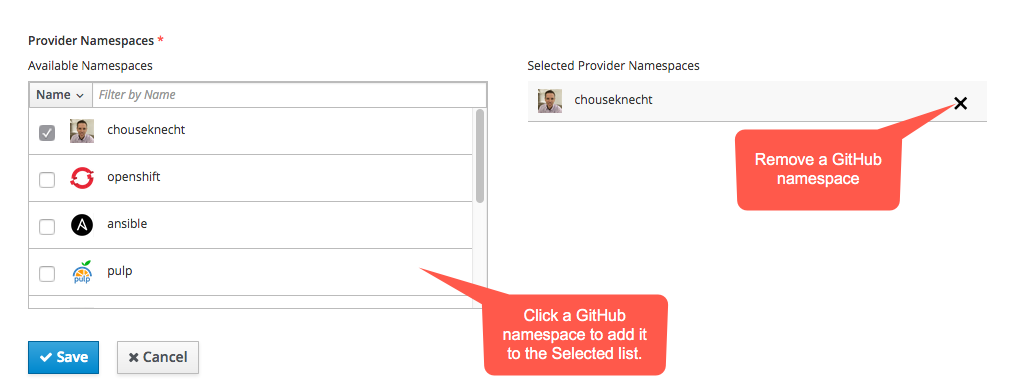 Provider Namespaces *
Available Namespaces
Name
Filter by Name
chouseknecht
openshift
ansible
pulp
pulp
Selected Provider Namespaces
chouseknecht
Remove a GitHub
namespace
Click a GitHub
namespace to add it
to the Selected list.
Save
Cancel